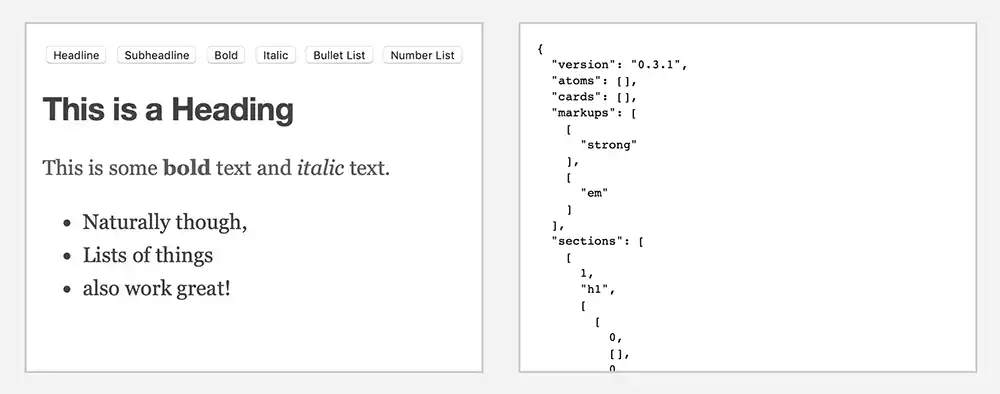 Headline Subheadline Bold Italic Bullet List Number List
This is a Heading
This is some bold text and italic text.
• Naturally though,
• Lists of things
• also work great!
{
  "version": "0.3.1",
  "atoms": [],
  "cards": [],
  "markups": [
    [
      "strong"
    ],
    [
      "em"
    ]
  ],
  "sections": [
    [
      1,
      "h1",
      [
        [
          0,
          [],
          0